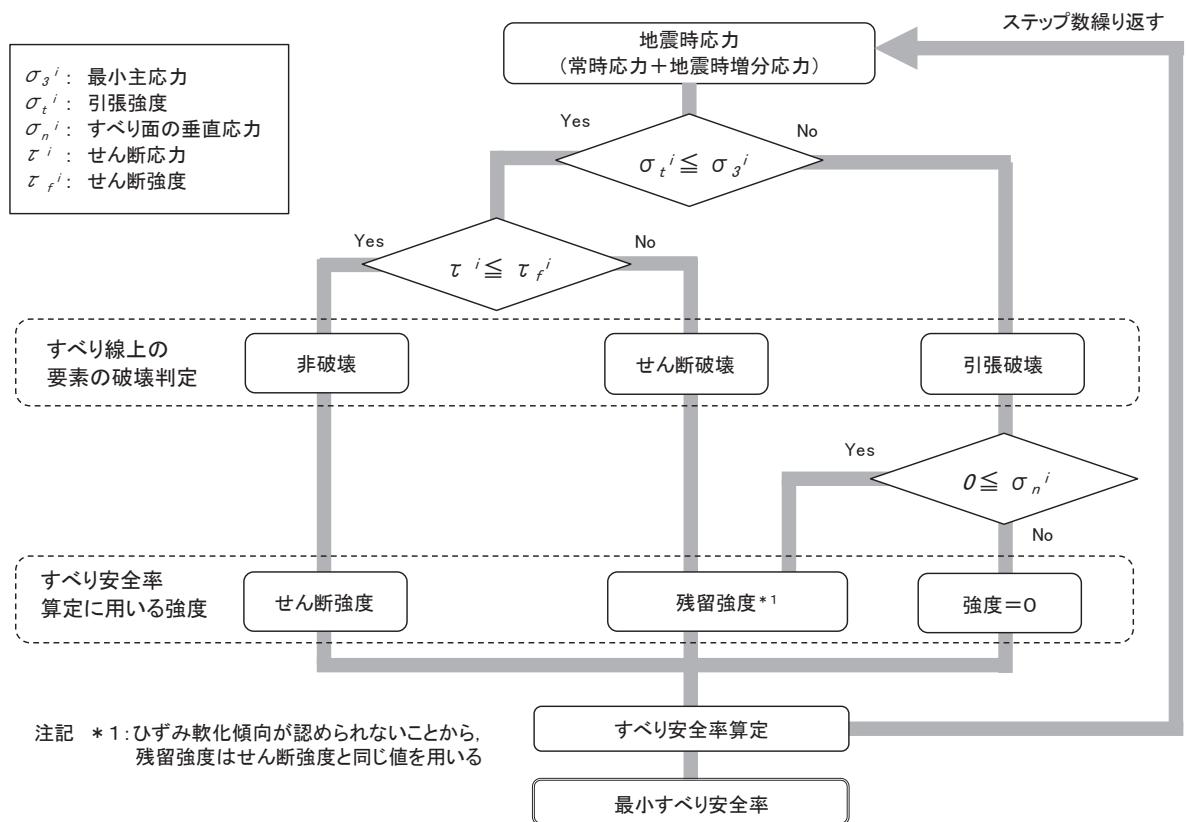 ステップ数繰り返す
地震時応力
（常時応力＋地震時増分応力）
σ₃ⁱ： 最小主応力
σₜⁱ： 引張強度
σₙⁱ： すべり面の垂直応力
τⁱ： せん断応力
τ_fⁱ： せん断強度
Yes
No
σₜⁱ≦ σ₃ⁱ
Yes
No
τⁱ≦ τ_fⁱ
すべり線上の
要素の破壊判定
非破壊
せん断破壊
引張破壊
Yes
0≦ σₙⁱ
No
すべり安全率
算定に用いる強度
せん断強度
残留強度＊１
強度＝０
注記 ＊１：ひずみ軟化傾向が認められないことから，
残留強度はせん断強度と同じ値を用いる
すべり安全率算定
最小すべり安全率